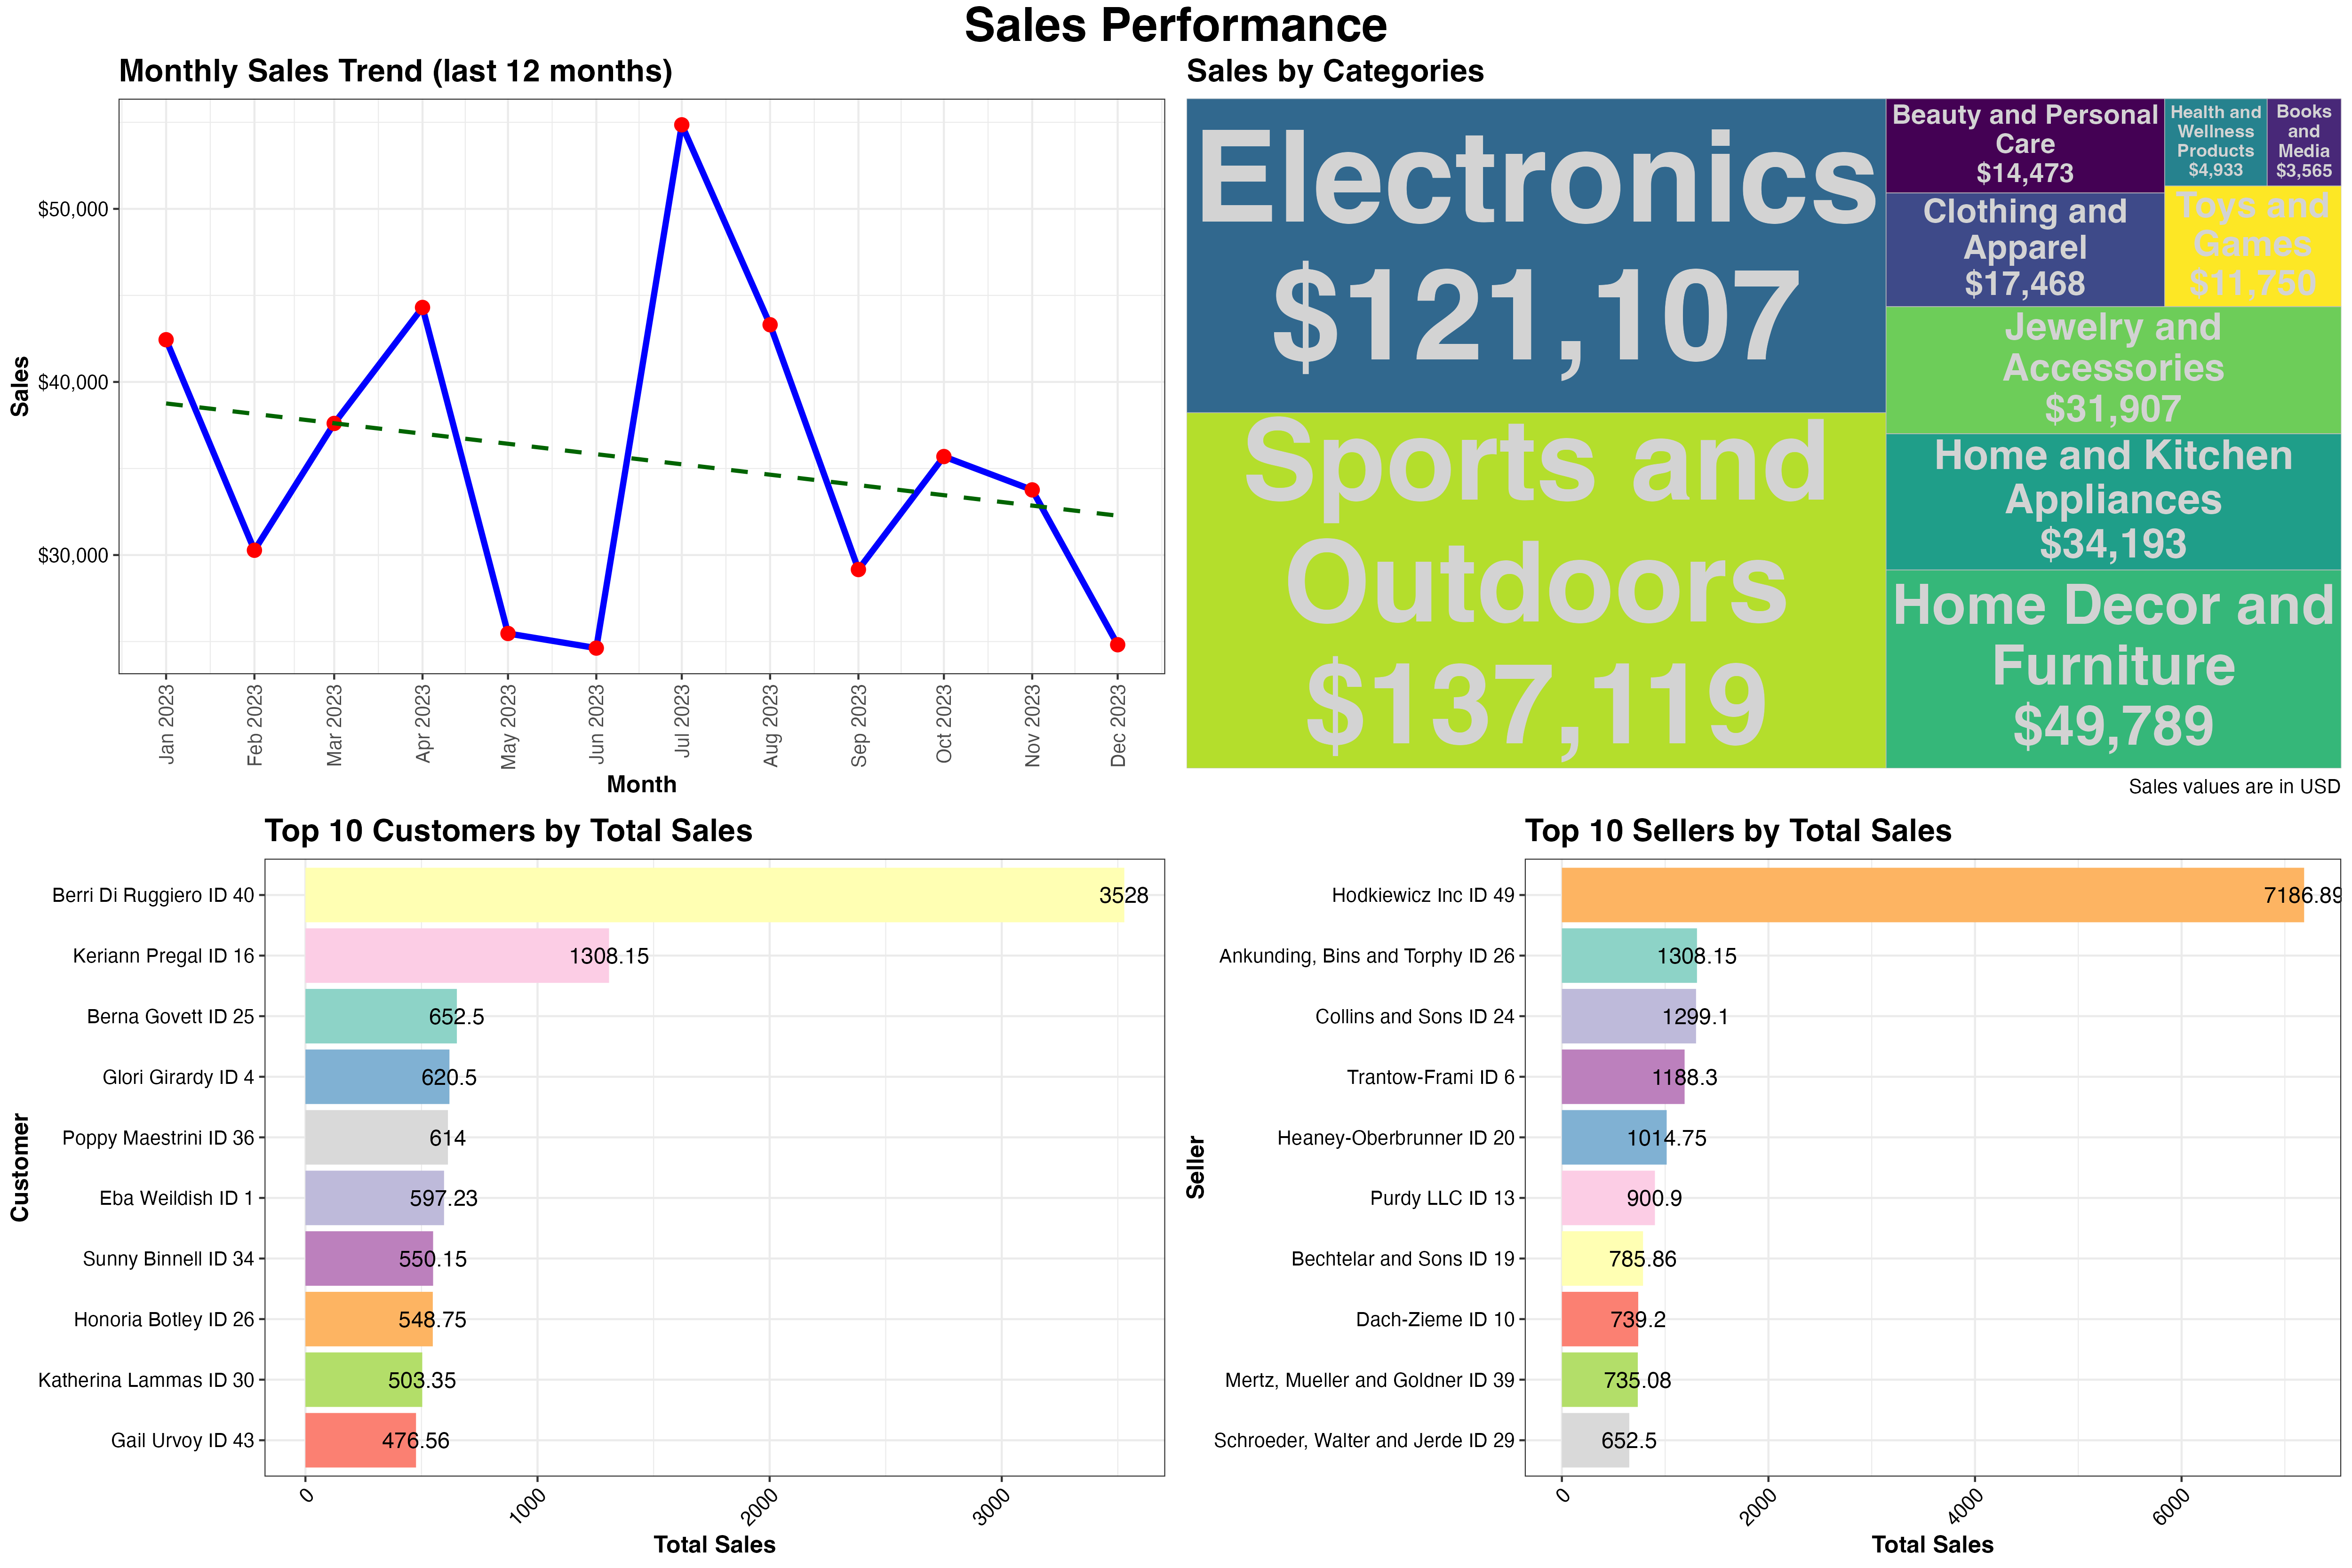 Sales Performance
Monthly Sales Trend (last 12 months)
Sales
$50,000
$40,000
$30,000
Jan 2023
Feb 2023
Mar 2023
Apr 2023
May 2023
Jun 2023
Jul 2023
Aug 2023
Sep 2023
Oct 2023
Nov 2023
Dec 2023
Month
Sales by Categories
Electronics
$121,107
Sports and
Outdoors
$137,119
Beauty and Personal
Care
$14,473
Health and
Wellness
Products
$4,933
Books
and
Media
$3,565
Clothing and
Apparel
$17,468
Toys and
Games
$11,750
Jewelry and
Accessories
$31,907
Home and Kitchen
Appliances
$34,193
Home Decor and
Furniture
$49,789
Sales values are in USD
Top 10 Customers by Total Sales
Customer
Berri Di Ruggiero ID 40 3528
Keriann Pregal ID 16 1308.15
Berna Govett ID 25 652.5
Glori Girardy ID 4 620.5
Poppy Maestrini ID 36 614
Eba Weildish ID 1 597.23
Sunny Binnell ID 34 550.15
Honoria Botley ID 26 548.75
Katherina Lammas ID 30 503.35
Gail Urvoy ID 43 476.56
0 1000 2000 3000
Total Sales
Top 10 Sellers by Total Sales
Seller
Hodkiewicz Inc ID 49 7186.89
Ankunding, Bins and Torphy ID 26 1308.15
Collins and Sons ID 24 1299.1
Trantow-Frami ID 6 1188.3
Heaney-Oberbrunner ID 20 1014.75
Purdy LLC ID 13 900.9
Bechtelar and Sons ID 19 785.86
Dach-Zieme ID 10 739.2
Mertz, Mueller and Goldner ID 39 735.08
Schroeder, Walter and Jerde ID 29 652.5
0 2000 4000 6000
Total Sales